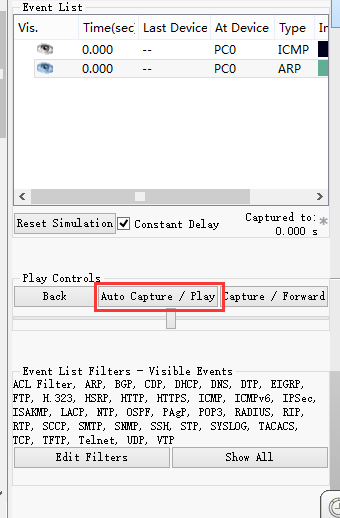 Event List
Vis. Time(sec) Last Device At Device Type In
0.000 -- PC0 ICMP
0.000 -- PC0 ARP
Reset Simulation Constant Delay Captured to: *
0.000 s
Play Controls
Back Auto Capture / Play Capture / Forward
Event List Filters - Visible Events
ACL Filter, ARP, BGP, CDP, DHCP, DNS, DTP, EIGRP,
FTP, H.323, HSRP, HTTP, HTTPS, ICMP, ICMPv6, IPSec,
ISAKMP, LACP, NTP, OSPF, PAgP, POP3, RADIUS, RIP,
RTP, SCCP, SMTP, SNMP, SSH, STP, SYSLOG, TACACS,
TCP, TFTP, Telnet, UDP, VTP
Edit Filters Show All